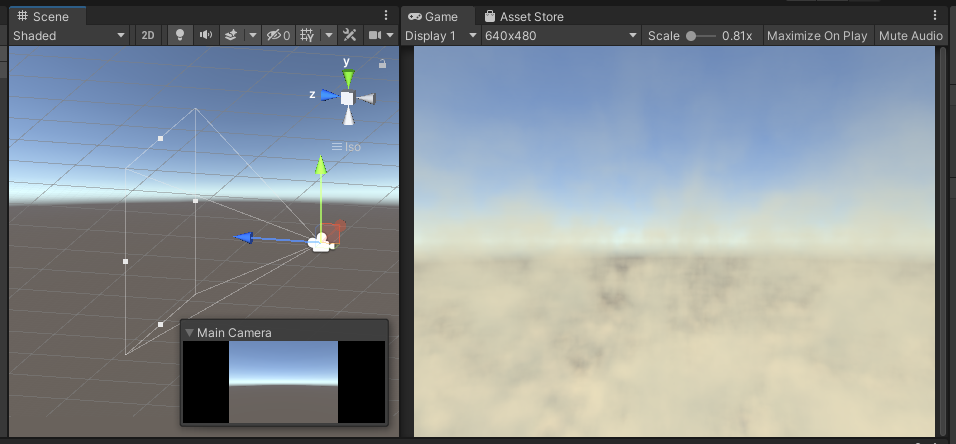 Scene
Game
Asset Store
Shaded
2D
0
Display 1
640x480
Scale
0.81x
Maximize On Play
Mute Audio
y
z
Iso
Main Camera